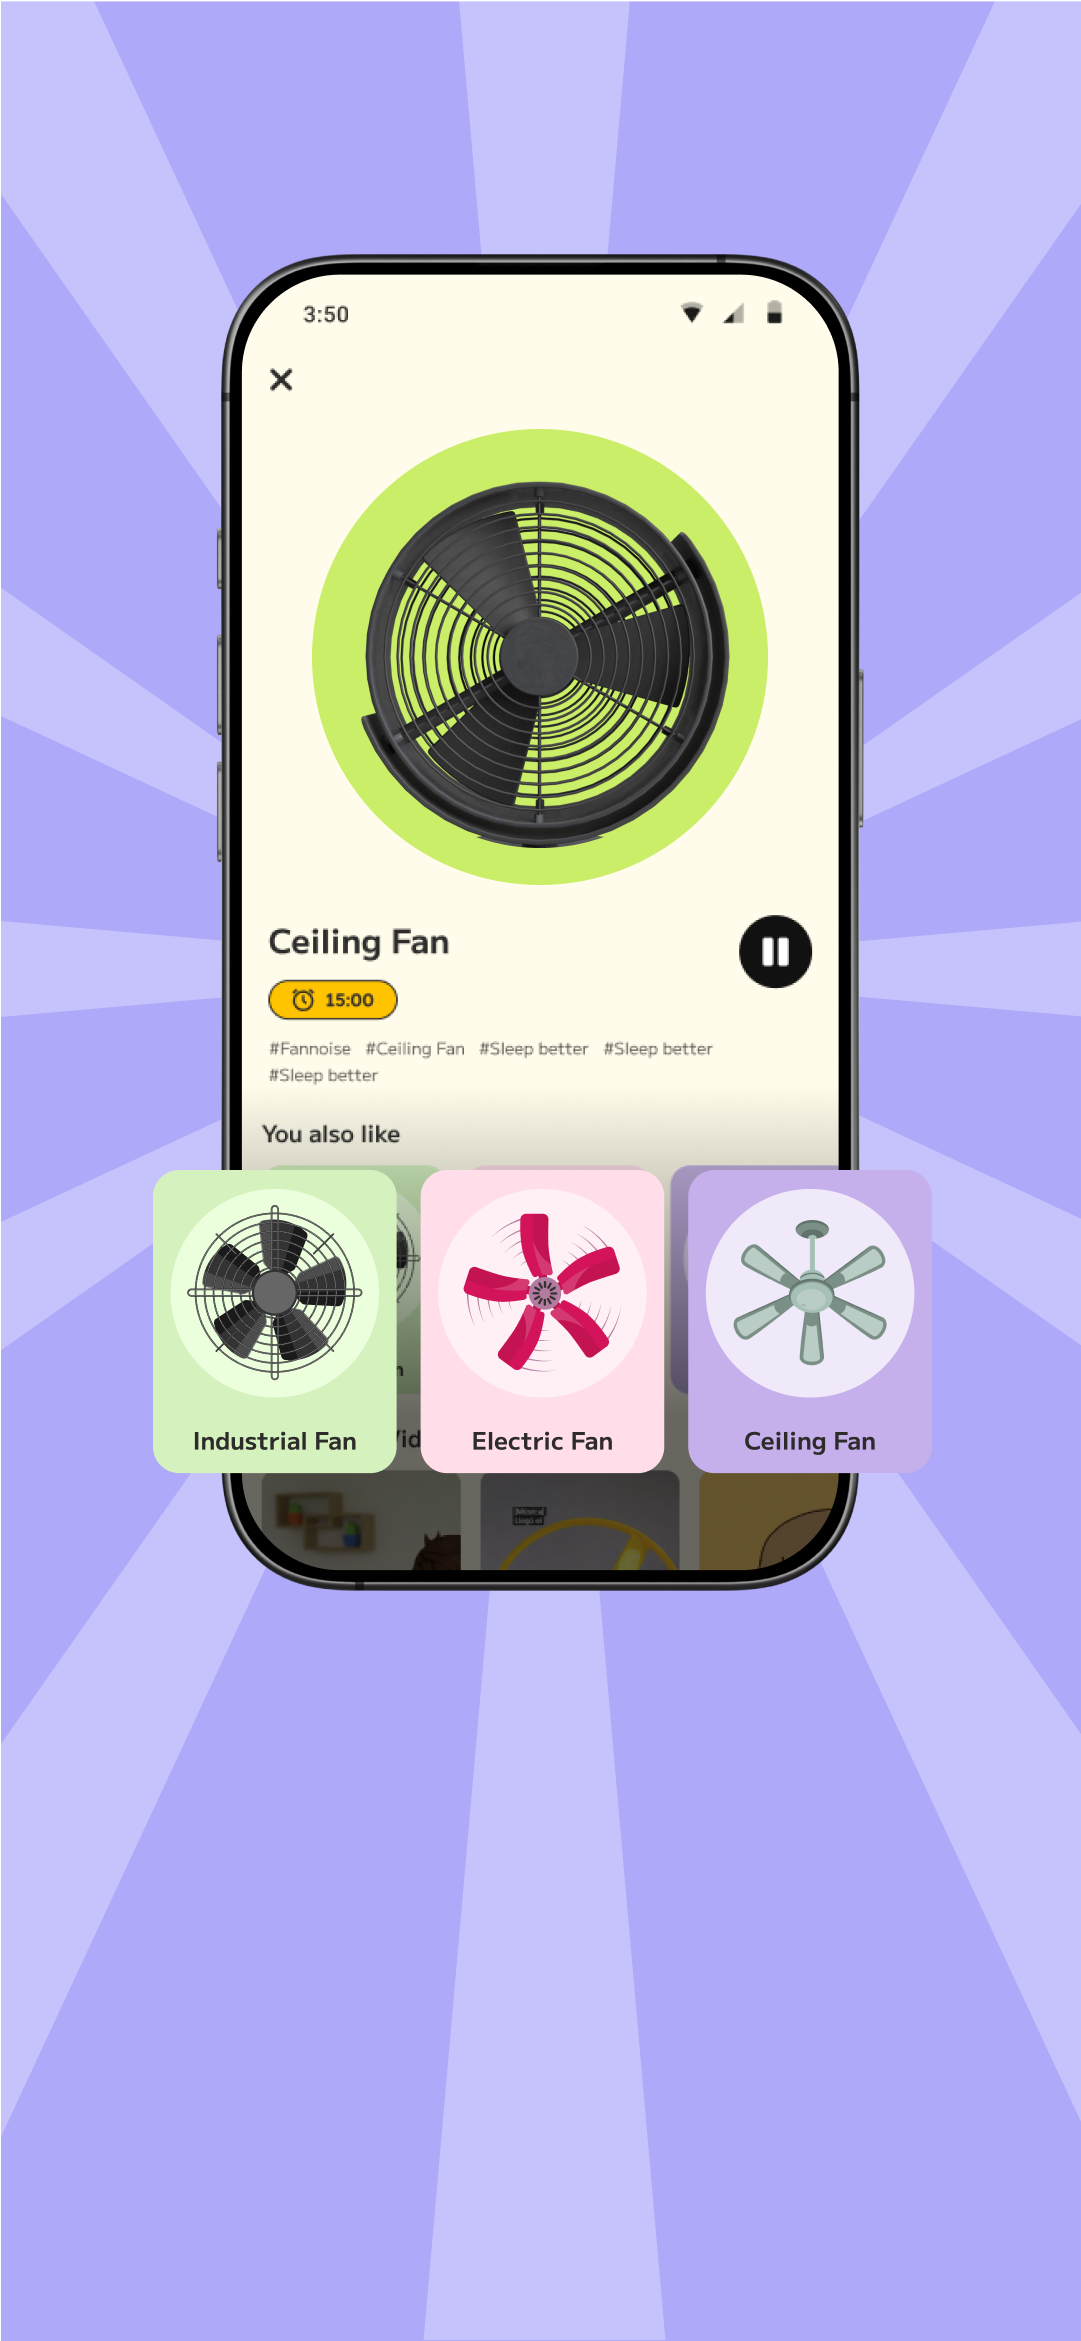 3:50
Ceiling Fan
15:00
#Fannoise #Ceiling Fan #Sleep better #Sleep better
#Sleep better
You also like
Industrial Fan
Electric Fan
Ceiling Fan